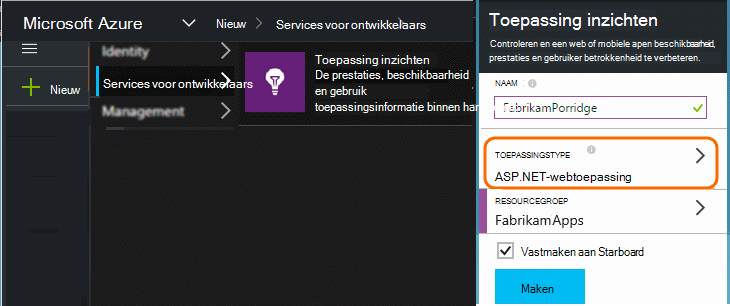 Microsoft Azure
Nieuw
Services voor ontwikkelaars
Identity
Nieuw
Services voor ontwikkelaars
Management
Toepassing inzichten
De prestaties, beschikbaarheid
en gebruik
toepassingsinformatie binnen han
Toepassing inzichten
Controleren en een web of mobiele apen beschikbaarheid,
prestaties en gebruiker betrokkenheid te verbeteren.
NAAM
FabrikamPorridge
TOEPASSINGSTYPE
ASP.NET-webtoepassing
RESOURCEGROEP
FabrikamApps
Vastmaken aan Starboard
Maken